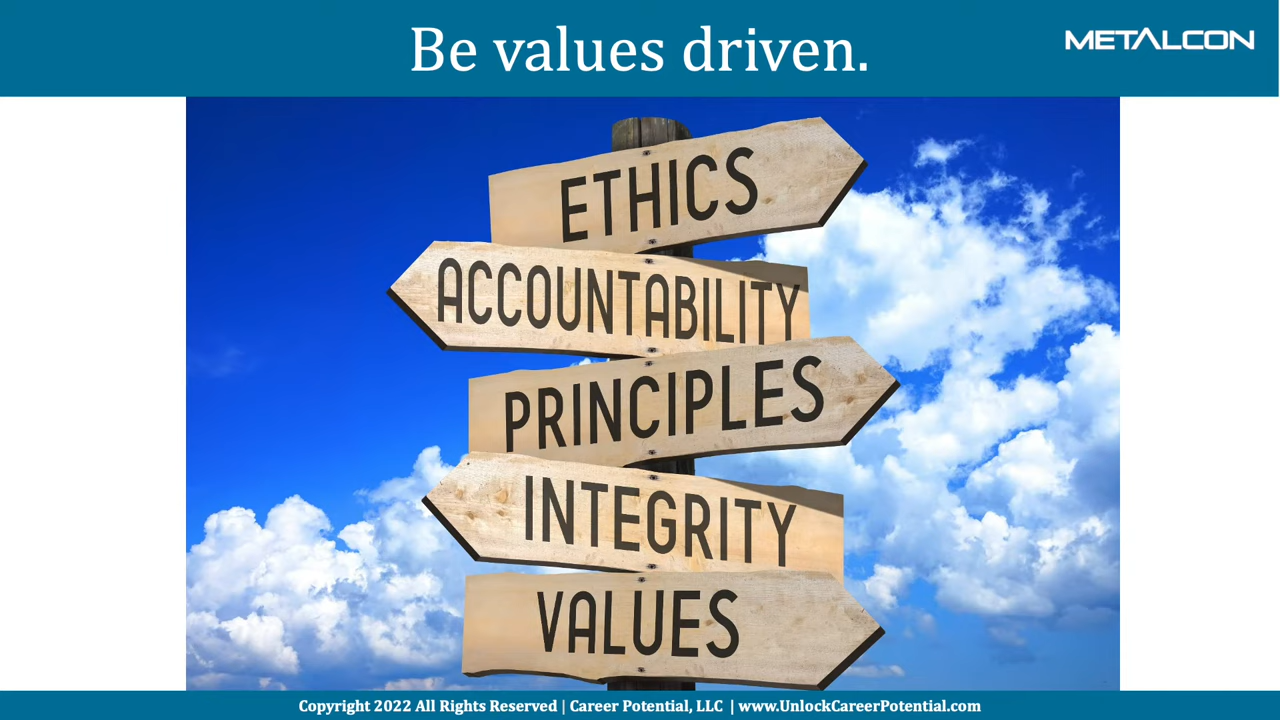 Be values driven.
METALCON
ETHICS
ACCOUNTABILITY
PRINCIPLES
INTEGRITY
VALUES
Copyright 2022 All Rights Reserved | Career Potential, LLC | www.UnlockCareerPotential.com